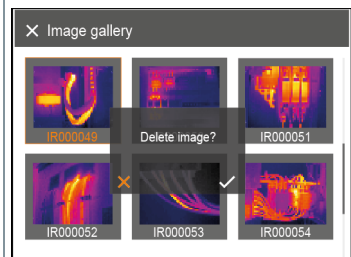 Image gallery
IR000049
Delete image?
IR000051
IR000052
IR000053
IR000054